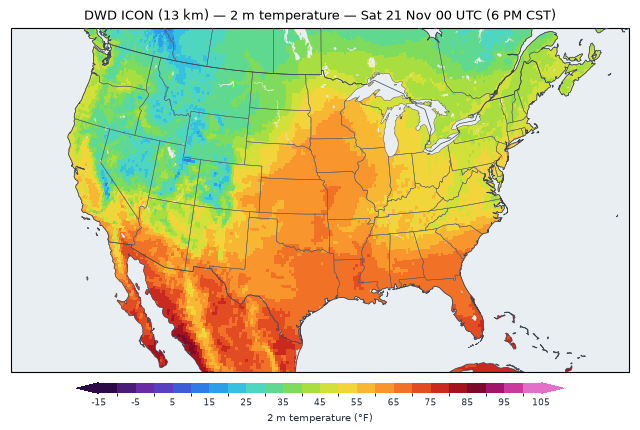 DWD ICON (13 km) — 2 m temperature — Sat 21 Nov 00 UTC (6 PM CST)
-15 -5 5 15 25 35 45 55 65 75 85 95 105
2 m temperature (°F)